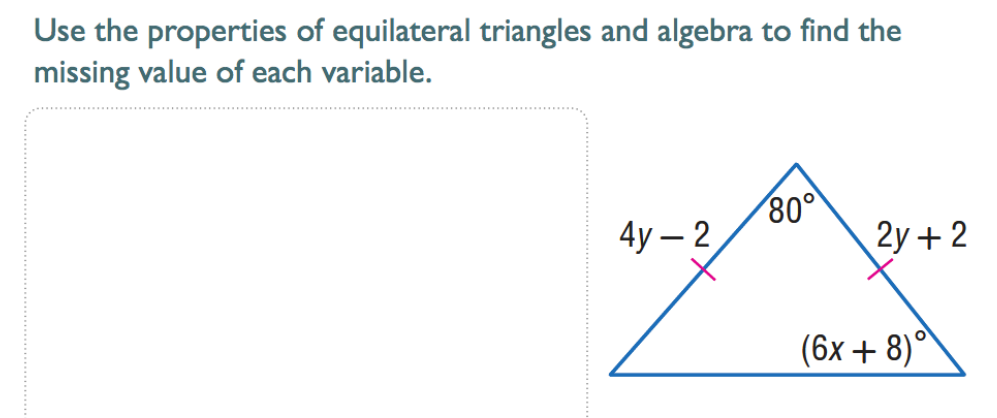 Use the properties of equilateral triangles and algebra to find the
missing value of each variable.
80°
4y – 2
2y + 2
(6x + 8)°